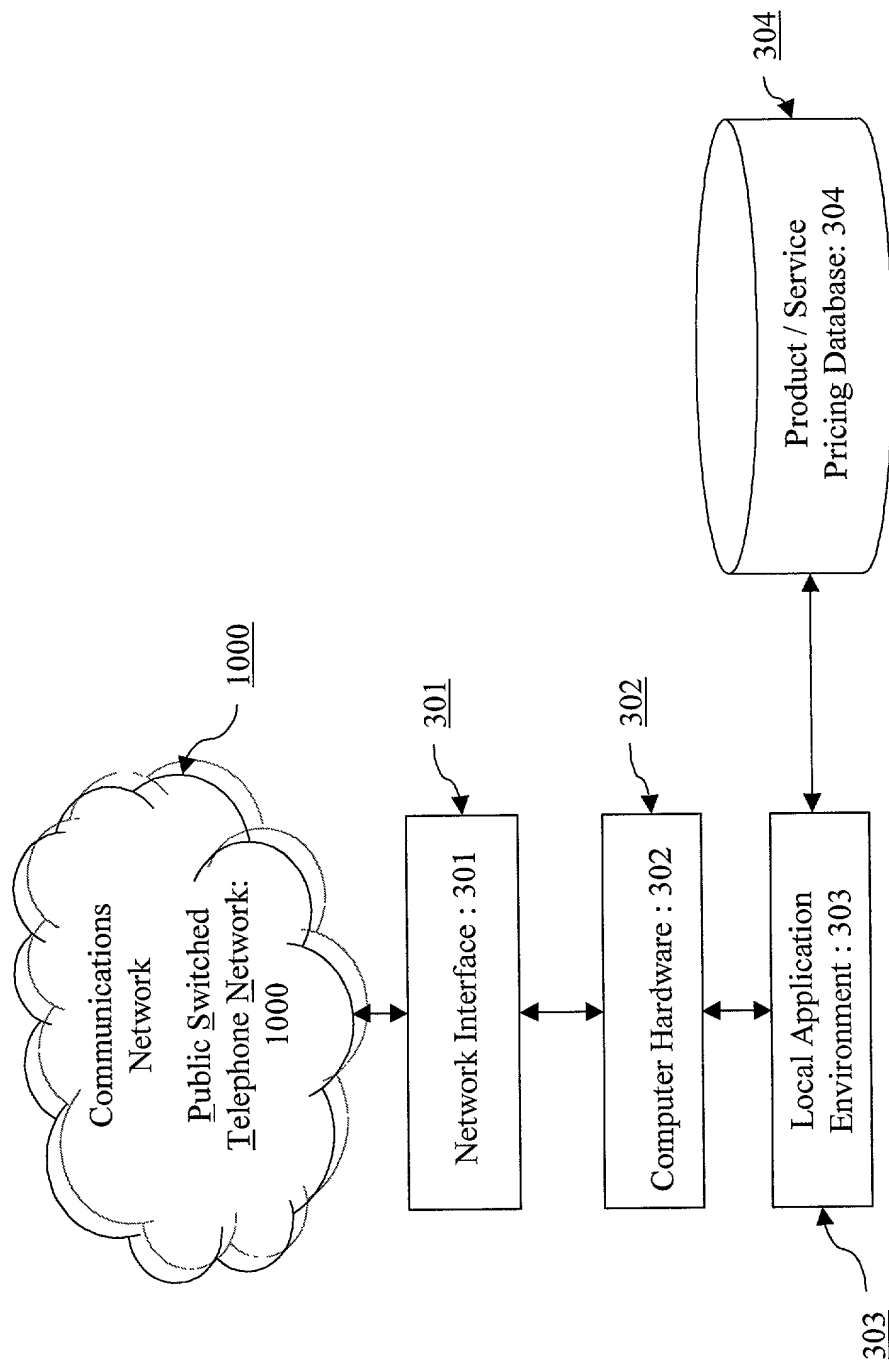 Communications
Network
Public Switched
Telephone Network:
1000
1000
Network Interface : 301
301
Computer Hardware : 302
302
Local Application
Environment : 303
303
Product / Service
Pricing Database: 304
304